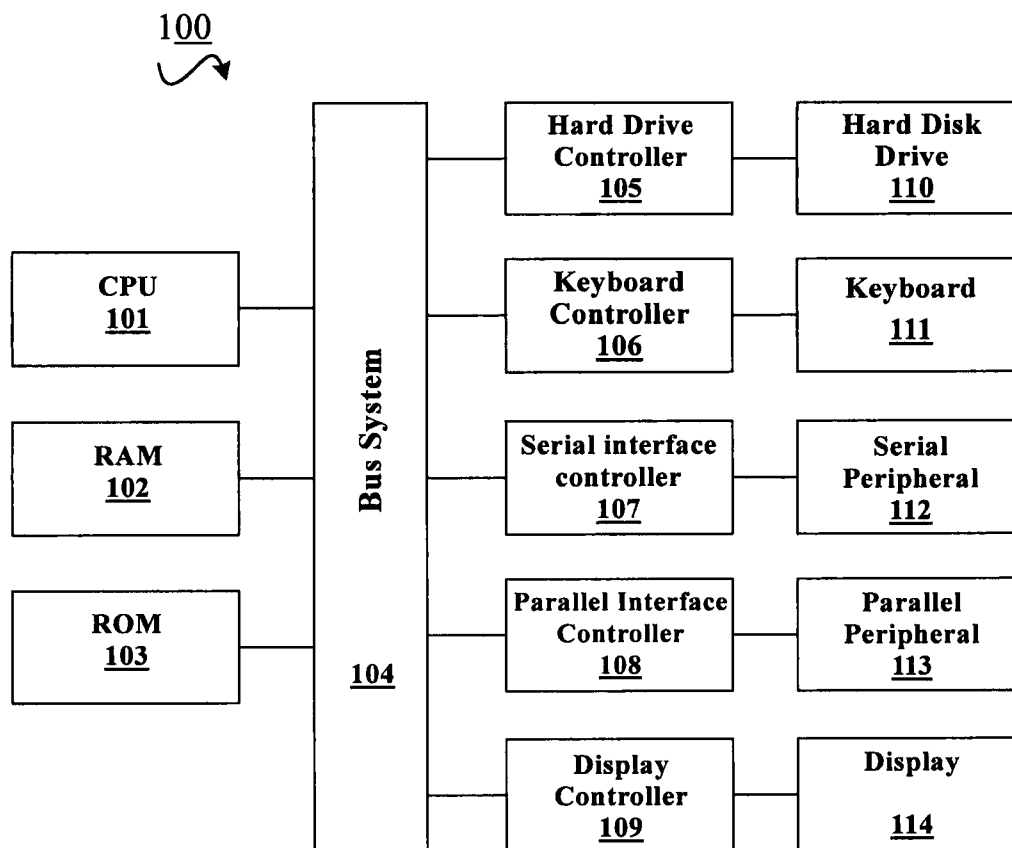 100
Hard Drive
Controller
105
Hard Disk
Drive
110
CPU
101
Keyboard
Controller
106
Keyboard
111
RAM
102
Bus System
104
Serial interface
controller
107
Serial
Peripheral
112
ROM
103
Parallel Interface
Controller
108
Parallel
Peripheral
113
Display
Controller
109
Display
114